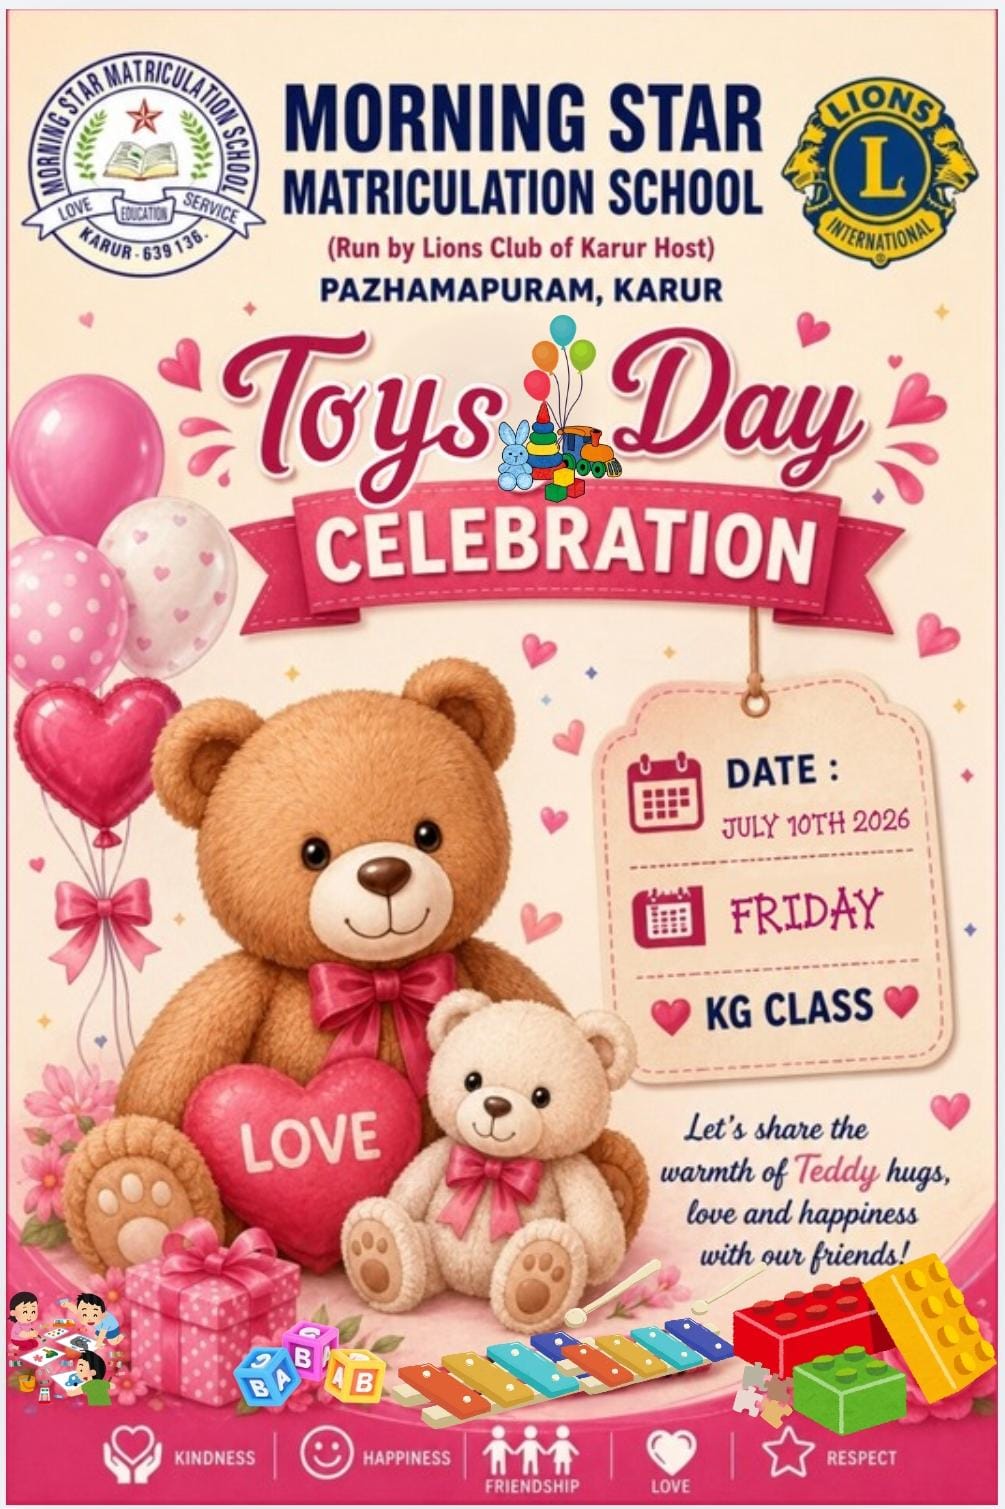 MORNING STAR MATRICULATION SCHOOL
LOVE
EDUCATION
SERVICE
KARUR - 639 136.
MORNING STAR
MATRICULATION SCHOOL
(Run by Lions Club of Karur Host)
PAZHAMAPURAM, KARUR
LIONS
L
INTERNATIONAL
®
Toys Day
CELEBRATION
DATE :
JULY 10TH 2026
FRIDAY
KG CLASS
LOVE
Let's share the
warmth of Teddy hugs,
love and happiness
with our friends!
B A
C
B A
A B
KINDNESS
HAPPINESS
FRIENDSHIP
LOVE
RESPECT